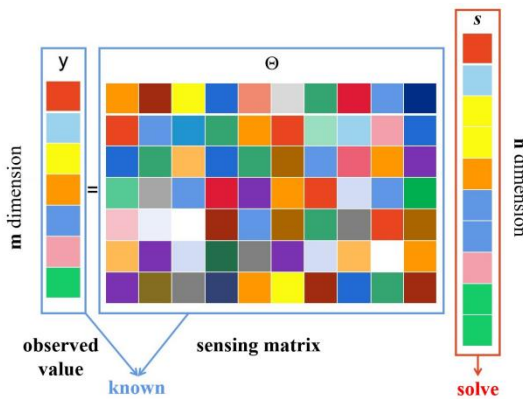 y
Θ
s
m dimension
=
n dimension
observed
value
sensing matrix
known
solve